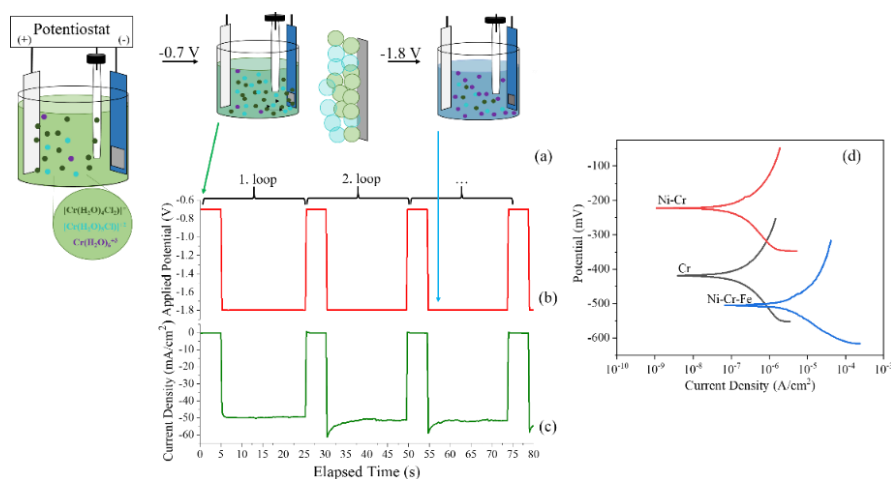 Potentiostat
(+) (-)
-0.7 V
-1.8 V
[Cr(H₂O)₄Cl₂)]⁺
Cr(H₂O)₆⁺³
(a)
1. loop 2. loop ...
Applied Potential (V)
-0.6
-0.8
-1.0
-1.2
-1.4
-1.6
-1.8
(b)
Current Density (mA/cm²)
0
-10
-20
-30
-40
-50
-60
(c)
0 5 10 15 20 25 30 35 40 45 50 55 60 65 70 75 80
Elapsed Time (s)
(d)
Potential (mV)
-100
-200
-300
-400
-500
-600
Ni-Cr
Cr
Ni-Cr-Fe
10⁻¹⁰ 10⁻⁹ 10⁻⁸ 10⁻⁷ 10⁻⁶ 10⁻⁵ 10⁻⁴ 10⁻³
Current Density (A/cm²)